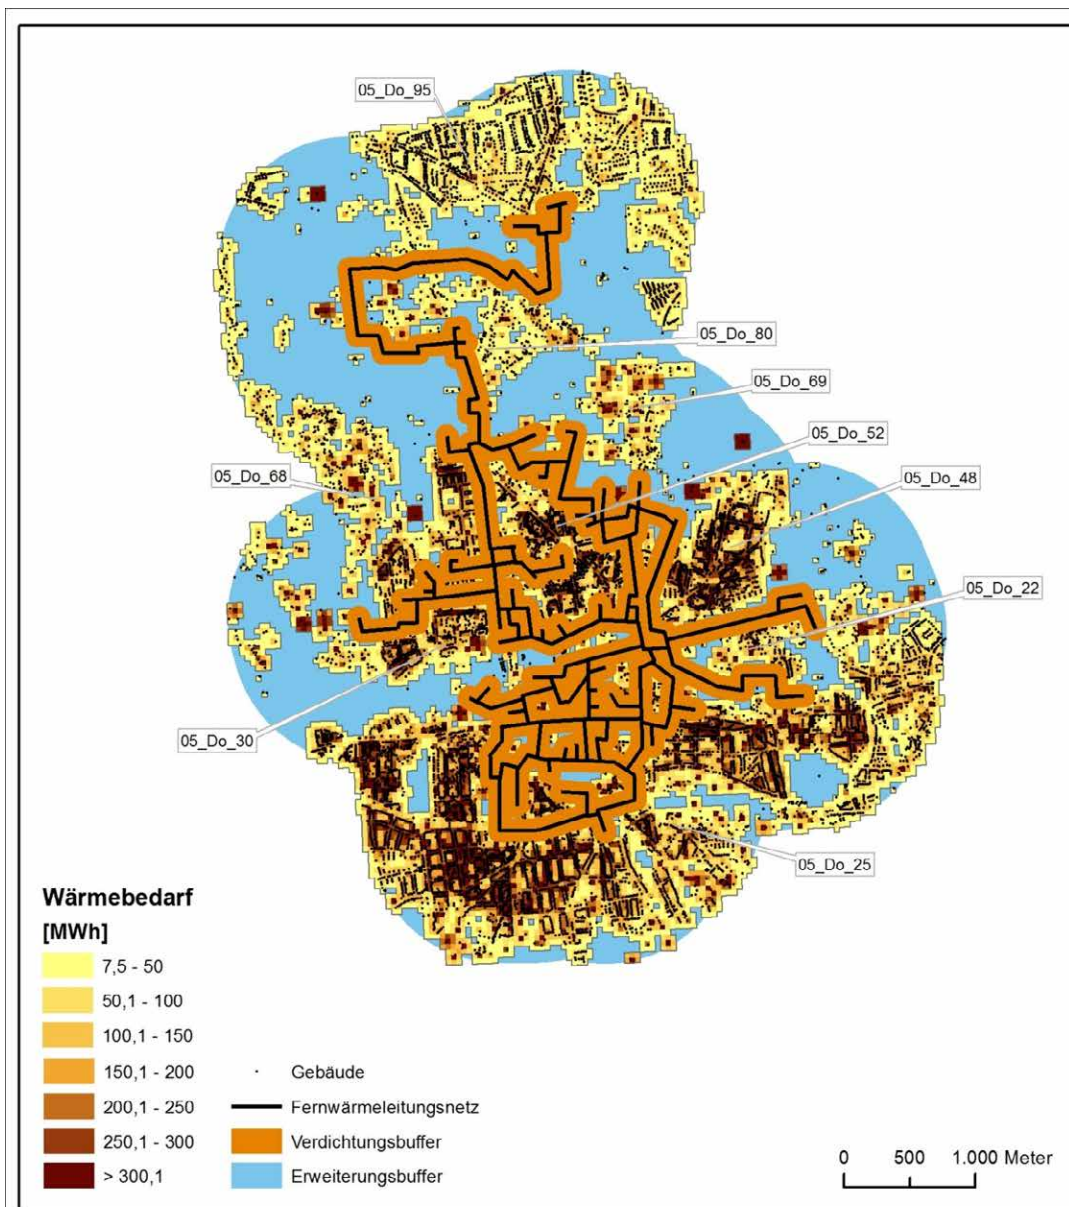 05_Do_95
05_Do_80
05_Do_69
05_Do_52
05_Do_68
05_Do_48
05_Do_22
05_Do_30
05_Do_25
Wärmebedarf
[MWh]
7,5 - 50
50,1 - 100
100,1 - 150
150,1 - 200
200,1 - 250
250,1 - 300
> 300,1
Gebäude
Fernwärmeleitungsnetz
Verdichtungsbuffer
Erweiterungsbuffer
0 500 1.000 Meter